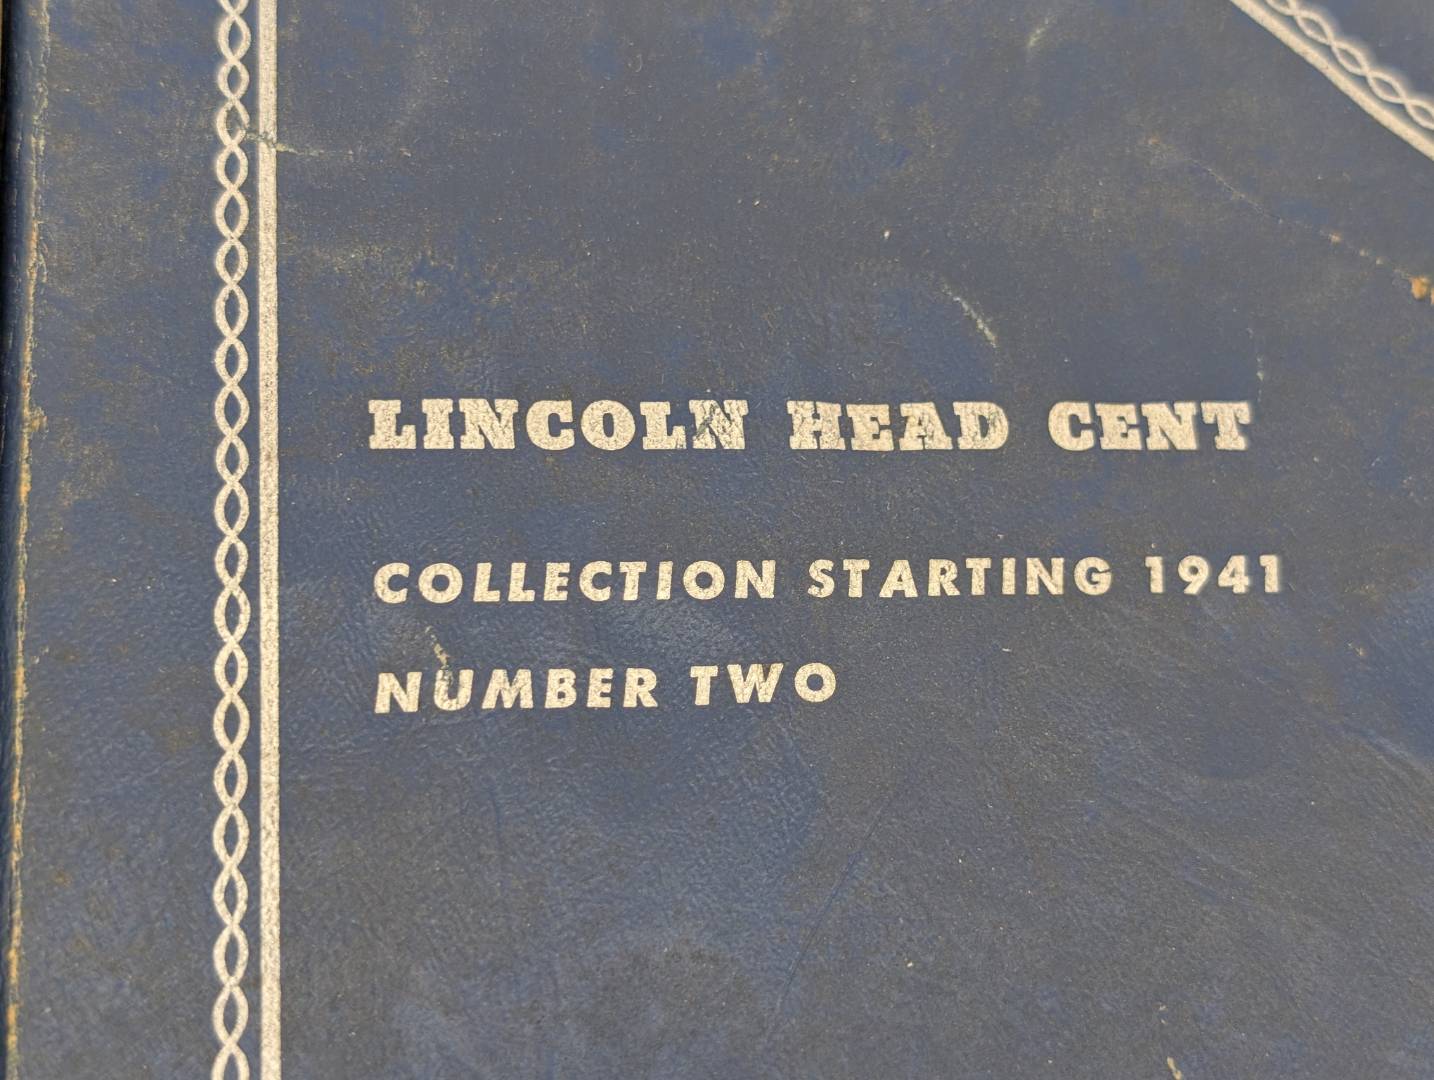 LINCOLN HEAD CENT
COLLECTION STARTING 1941
NUMBER TWO